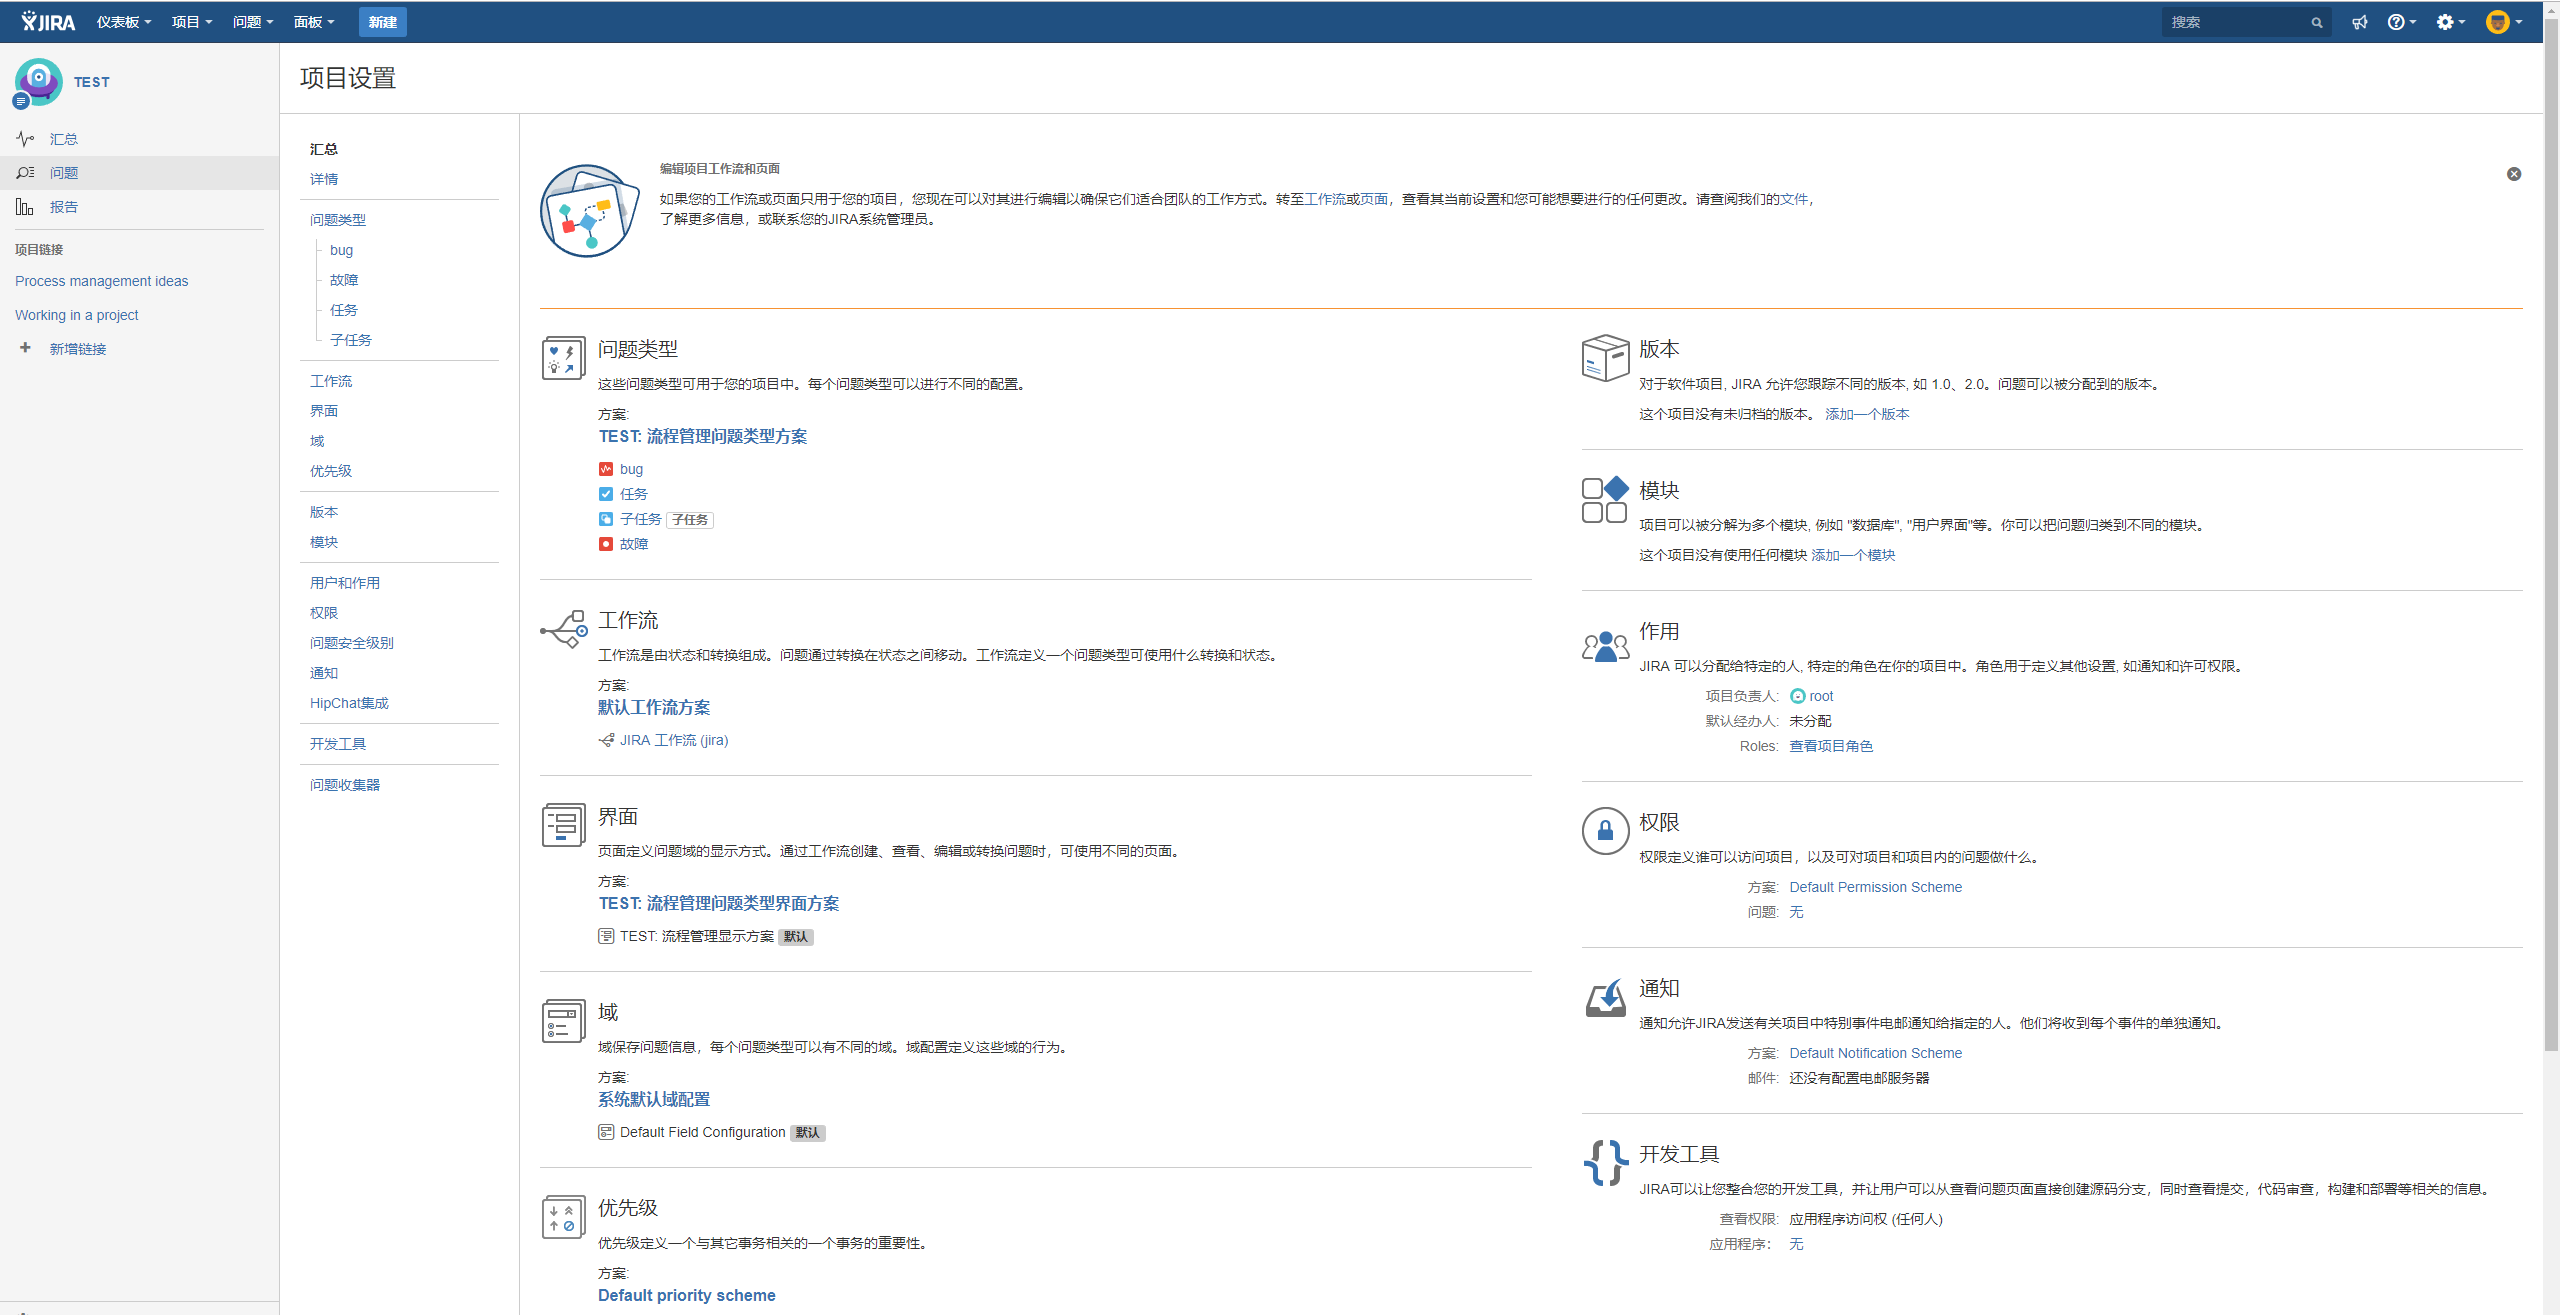 JIRA 仪表板 项目 问题 面板 新建 搜索
TEST
汇总
问题
报告
项目链接
Process management ideas
Working in a project
新增链接
项目设置
汇总
详情
问题类型
bug
故障
任务
子任务
工作流
界面
域
优先级
版本
模块
用户和作用
权限
问题安全级别
通知
HipChat集成
开发工具
问题收集器
编辑项目工作流和页面
如果您的工作流或页面只用于您的项目，您现在可以对其进行编辑以确保它们适合团队的工作方式。转至工作流或页面，查看其当前设置和您可能想要进行的任何更改。请查阅我们的文件，
了解更多信息，或联系您的JIRA系统管理员。
问题类型
这些问题类型可用于您的项目中。每个问题类型可以进行不同的配置。
方案:
TEST: 流程管理问题类型方案
bug
任务
子任务 子任务
故障
工作流
工作流是由状态和转换组成。问题通过转换在状态之间移动。工作流定义一个问题类型可使用什么转换和状态。
方案:
默认工作流方案
JIRA 工作流 (jira)
界面
页面定义问题域的显示方式。通过工作流创建、查看、编辑或转换问题时，可使用不同的页面。
方案:
TEST: 流程管理问题类型界面方案
TEST: 流程管理显示方案 默认
域
域保存问题信息，每个问题类型可以有不同的域。域配置定义这些域的行为。
方案:
系统默认域配置
Default Field Configuration 默认
优先级
优先级定义一个与其它事务相关的一个事务的重要性。
方案:
Default priority scheme
版本
对于软件项目, JIRA 允许您跟踪不同的版本, 如 1.0、2.0。问题可以被分配到的版本。
这个项目没有未归档的版本。 添加一个版本
模块
项目可以被分解为多个模块, 例如 "数据库", "用户界面"等。你可以把问题归类到不同的模块。
这个项目没有使用任何模块 添加一个模块
作用
JIRA 可以分配给特定的人, 特定的角色在你的项目中。角色用于定义其他设置, 如通知和许可权限。
项目负责人: root
默认经办人: 未分配
Roles: 查看项目角色
权限
权限定义谁可以访问项目，以及可对项目和项目内的问题做什么。
方案: Default Permission Scheme
问题: 无
通知
通知允许JIRA发送有关项目中特别事件电邮通知给指定的人。他们将收到每个事件的单独通知。
方案: Default Notification Scheme
邮件: 还没有配置电邮服务器
开发工具
JIRA可以让您整合您的开发工具，并让用户可以从查看问题页面直接创建源码分支，同时查看提交，代码审查，构建和部署等相关的信息。
查看权限: 应用程序访问权 (任何人)
应用程序： 无